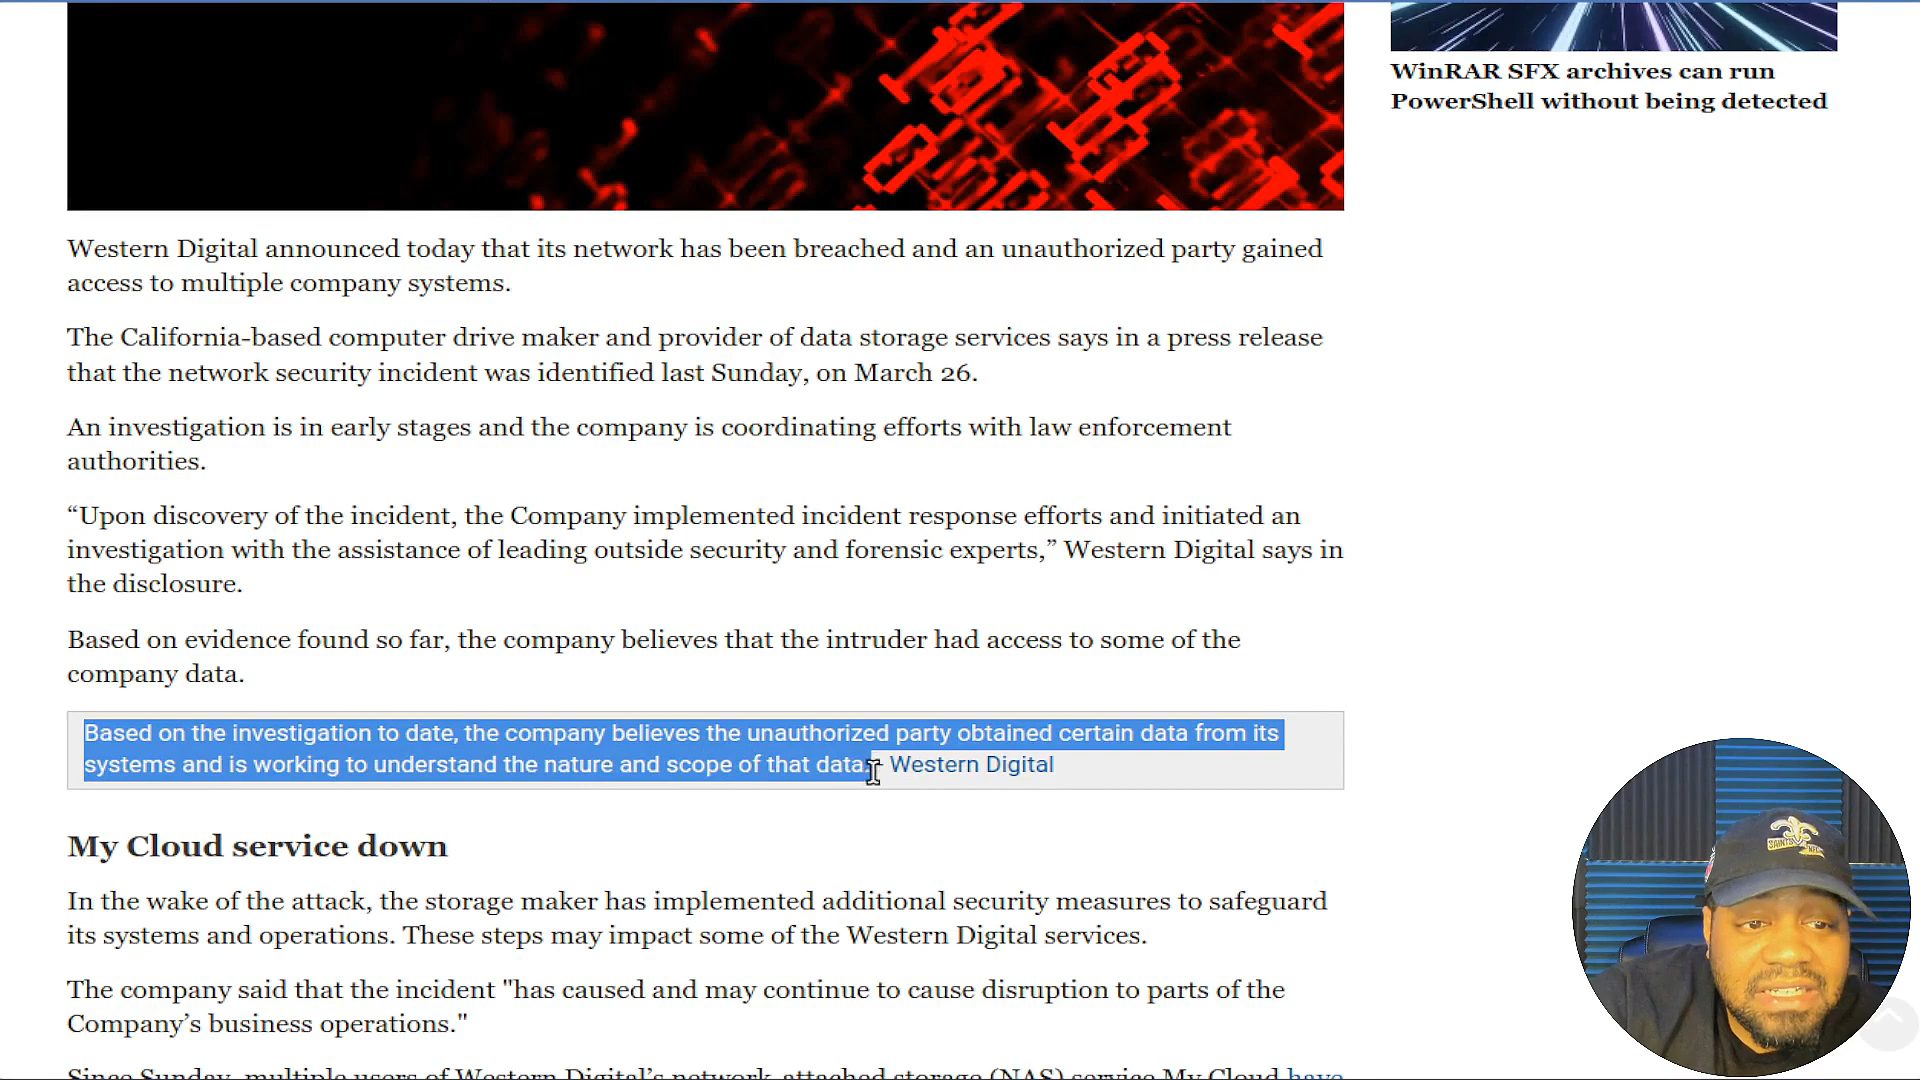 WinRAR SFX archives can run
PowerShell without being detected
Western Digital announced today that its network has been breached and an unauthorized party gained
access to multiple company systems.
The California-based computer drive maker and provider of data storage services says in a press release
that the network security incident was identified last Sunday, on March 26.
An investigation is in early stages and the company is coordinating efforts with law enforcement
authorities.
“Upon discovery of the incident, the Company implemented incident response efforts and initiated an
investigation with the assistance of leading outside security and forensic experts,” Western Digital says in
the disclosure.
Based on evidence found so far, the company believes that the intruder had access to some of the
company data.
Based on the investigation to date, the company believes the unauthorized party obtained certain data from its
systems and is working to understand the nature and scope of that data. - Western Digital
My Cloud service down
In the wake of the attack, the storage maker has implemented additional security measures to safeguard
its systems and operations. These steps may impact some of the Western Digital services.
The company said that the incident "has caused and may continue to cause disruption to parts of the
Company’s business operations."
Since Sunday, multiple users of Western Digital’s network-attached storage (NAS) service My Cloud have
SAINTS NFL